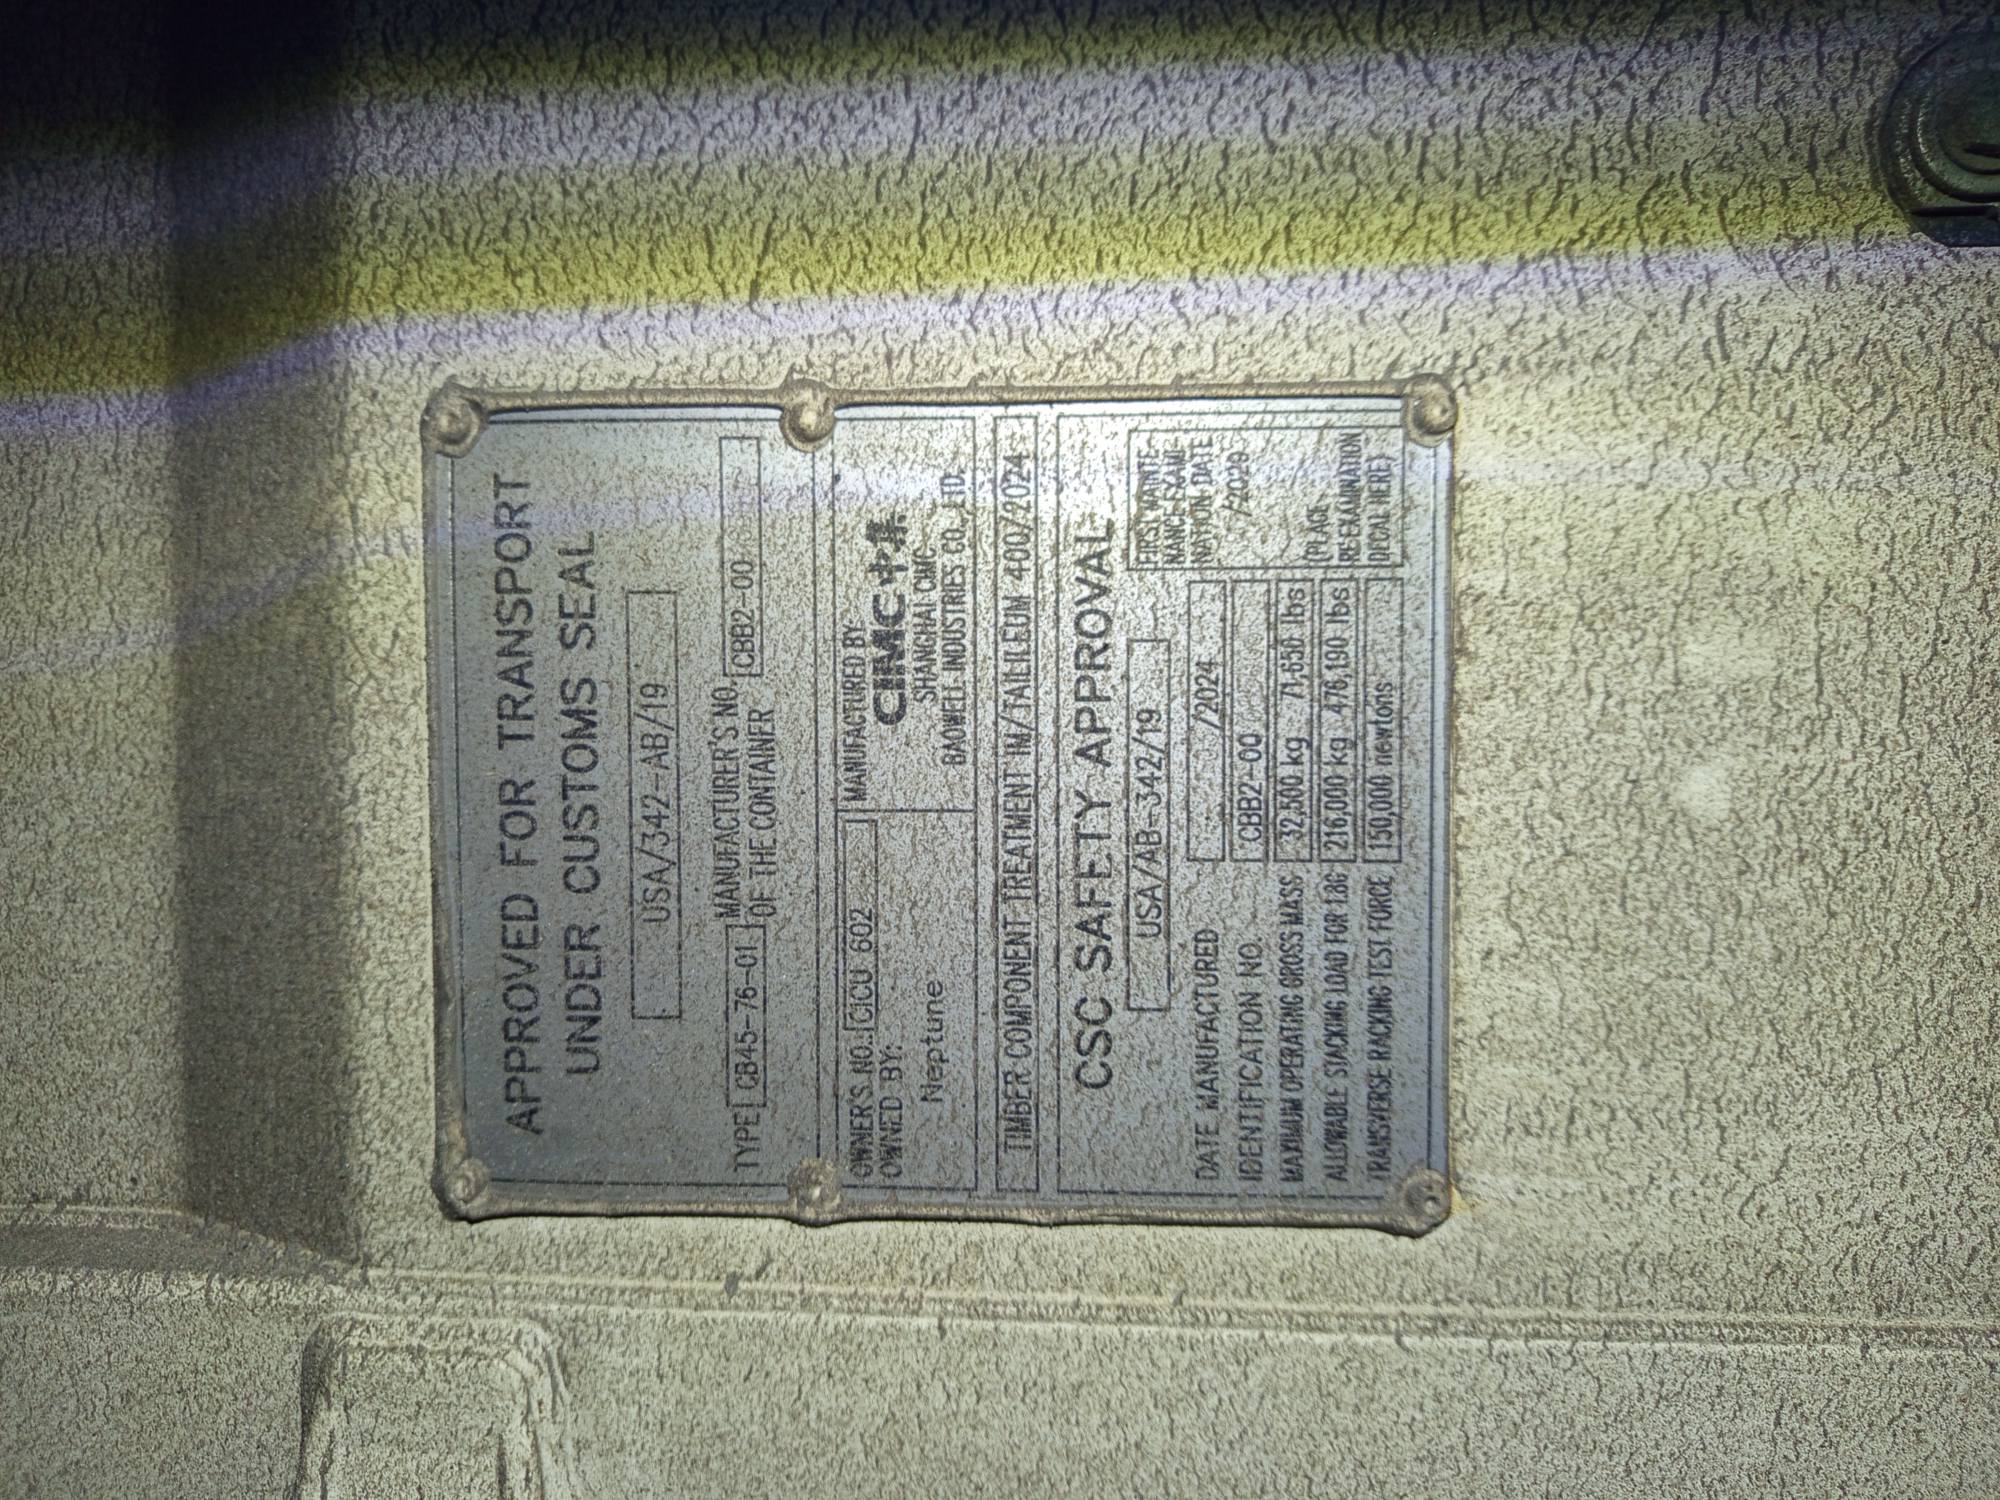 APPROVED FOR TRANSPORT
UNDER CUSTOMS SEAL
USA/342-AB/19
TYPE CB45-76-01 MANUFACTURER'S NO. OF THE CONTAINER CBB2-00
OWNER'S NO.: CICU 602
OWNED BY:
Neptune
MANUFACTURED BY
CIMC 中集
SHANGHAI CIMC
BAOWELL INDUSTRIES CO., LTD.
TIMBER COMPONENT TREATMENT IM/TAILILEUM 400/2024
CSC SAFETY APPROVAL
USA/AB-342/19
DATE MANUFACTURED /2024
IDENTIFICATION NO. CBB2-00
MAXIMUM OPERATING GROSS MASS 32,500 kg 71,650 lbs
ALLOWABLE STACKING LOAD FOR 1.8G 216,000 kg 476,190 lbs
TRANSVERSE RACKING TEST FORCE 150,000 newtons
FIRST MAINTE-
NANCE EXAMI-
NATION DATE
/2029
(PLACE
REEXAMINATION
DECAL HERE)